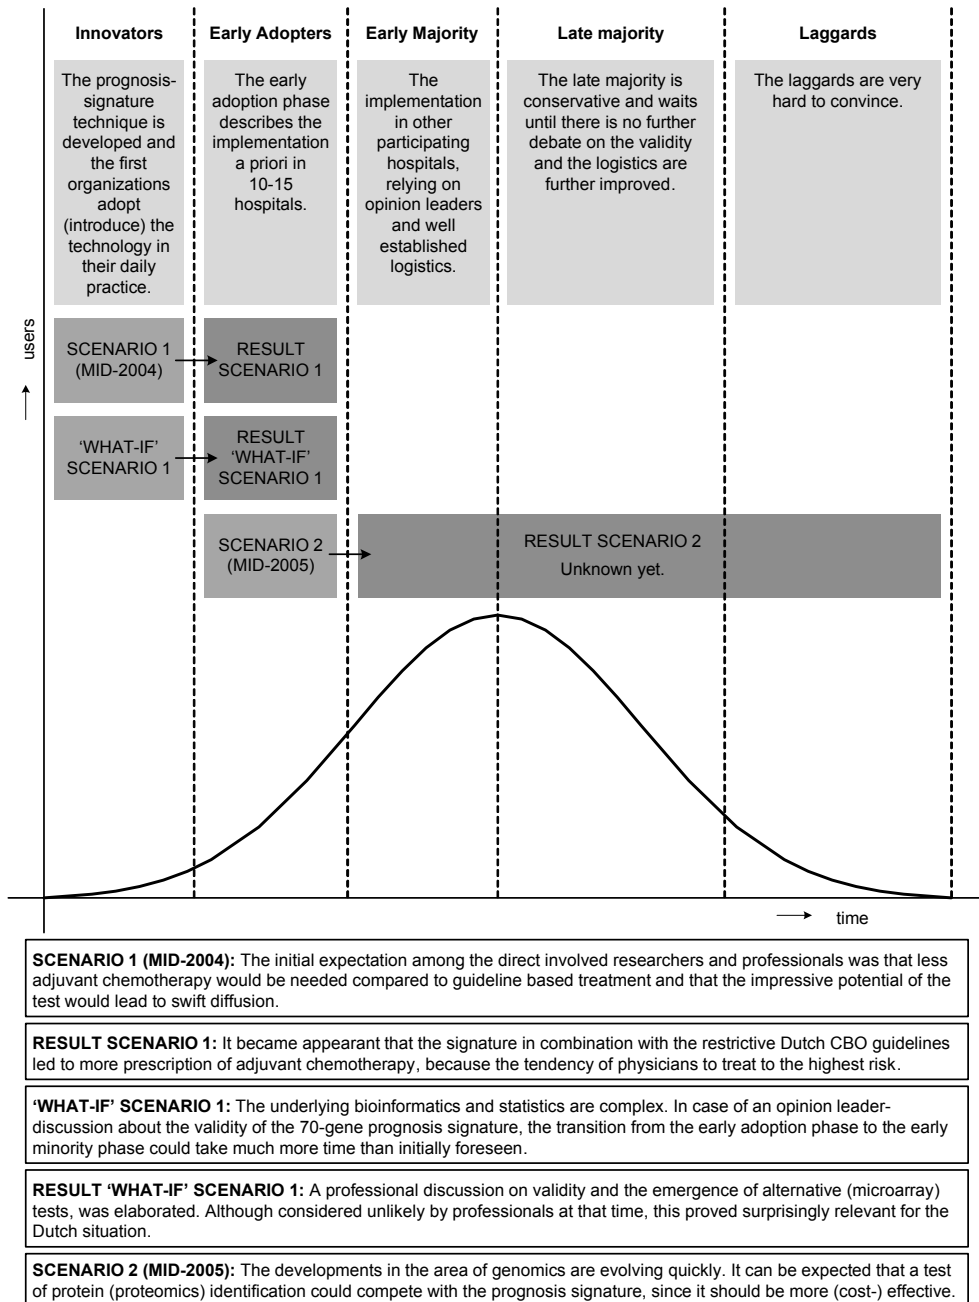 Innovators
The prognosis-
signature
technique is
developed and
the first
organizations
adopt
(introduce) the
technology in
their daily
practice.
Early Adopters
The early
adoption phase
describes the
implementation
a priori in
10-15
hospitals.
Early Majority
The
implementation
in other
participating
hospitals,
relying on
opinion leaders
and well
established
logistics.
Late majority
The late majority is
conservative and waits
until there is no further
debate on the validity
and the logistics are
further improved.
Laggards
The laggards are very
hard to convince.
users
SCENARIO 1
(MID-2004)
RESULT
SCENARIO 1
‘WHAT-IF’
SCENARIO 1
RESULT
‘WHAT-IF’
SCENARIO 1
SCENARIO 2
(MID-2005)
RESULT SCENARIO 2
Unknown yet.
time
SCENARIO 1 (MID-2004): The initial expectation among the direct involved researchers and professionals was that less
adjuvant chemotherapy would be needed compared to guideline based treatment and that the impressive potential of the
test would lead to swift diffusion.
RESULT SCENARIO 1: It became appearant that the signature in combination with the restrictive Dutch CBO guidelines
led to more prescription of adjuvant chemotherapy, because the tendency of physicians to treat to the highest risk.
‘WHAT-IF’ SCENARIO 1: The underlying bioinformatics and statistics are complex. In case of an opinion leader-
discussion about the validity of the 70-gene prognosis signature, the transition from the early adoption phase to the early
minority phase could take much more time than initially foreseen.
RESULT ‘WHAT-IF’ SCENARIO 1: A professional discussion on validity and the emergence of alternative (microarray)
tests, was elaborated. Although considered unlikely by professionals at that time, this proved surprisingly relevant for the
Dutch situation.
SCENARIO 2 (MID-2005): The developments in the area of genomics are evolving quickly. It can be expected that a test
of protein (proteomics) identification could compete with the prognosis signature, since it should be more (cost-) effective.